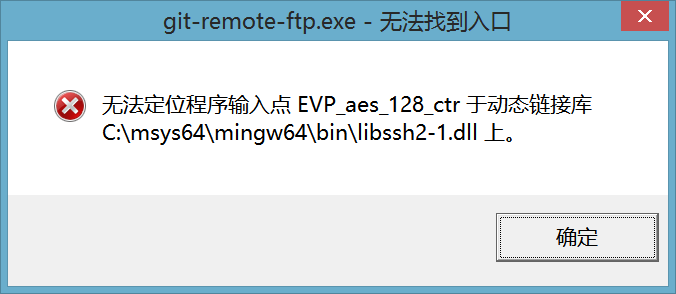 git-remote-ftp.exe - 无法找到入口
无法定位程序输入点 EVP_aes_128_ctr 于动态链接库
C:\msys64\mingw64\bin\libssh2-1.dll 上。
确定